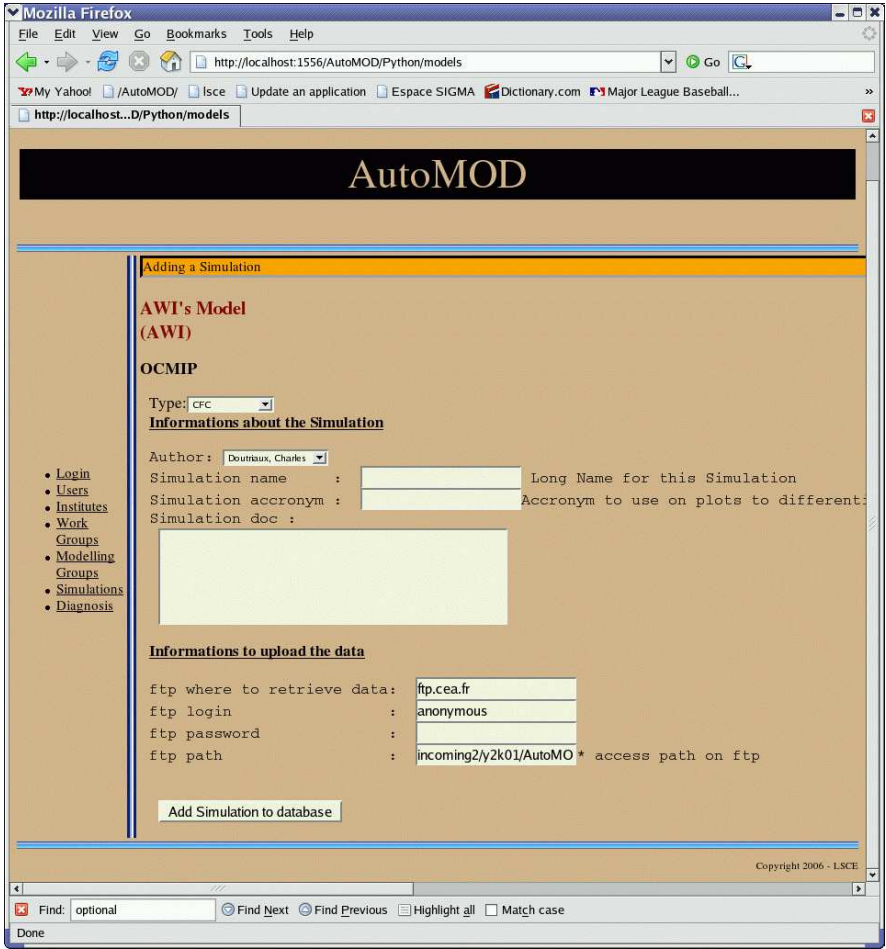 Mozilla Firefox
File Edit View Go Bookmarks Tools Help
http://localhost:1556/AutoMOD/Python/models Go G
Y! My Yahoo! /AutoMOD/ lsce Update an application Espace SIGMA Dictionary.com Major League Baseball... »
http://localhost...D/Python/models
AutoMOD
Adding a Simulation
AWI's Model
(AWI)
OCMIP
Type: CFC
Informations about the Simulation
Author: Doutriaux, Charles
Simulation name : Long Name for this Simulation
Simulation accronym : Accronym to use on plots to differenti
Simulation doc :
Login
Users
Institutes
Work
Groups
Modelling
Groups
Simulations
Diagnosis
Informations to upload the data
ftp where to retrieve data: ftp.cea.fr
ftp login : anonymous
ftp password :
ftp path : incoming2/y2k01/AutoMO * access path on ftp
Add Simulation to database
Copyright 2006 - LSCE
Find: optional Find Next Find Previous Highlight all Match case
Done